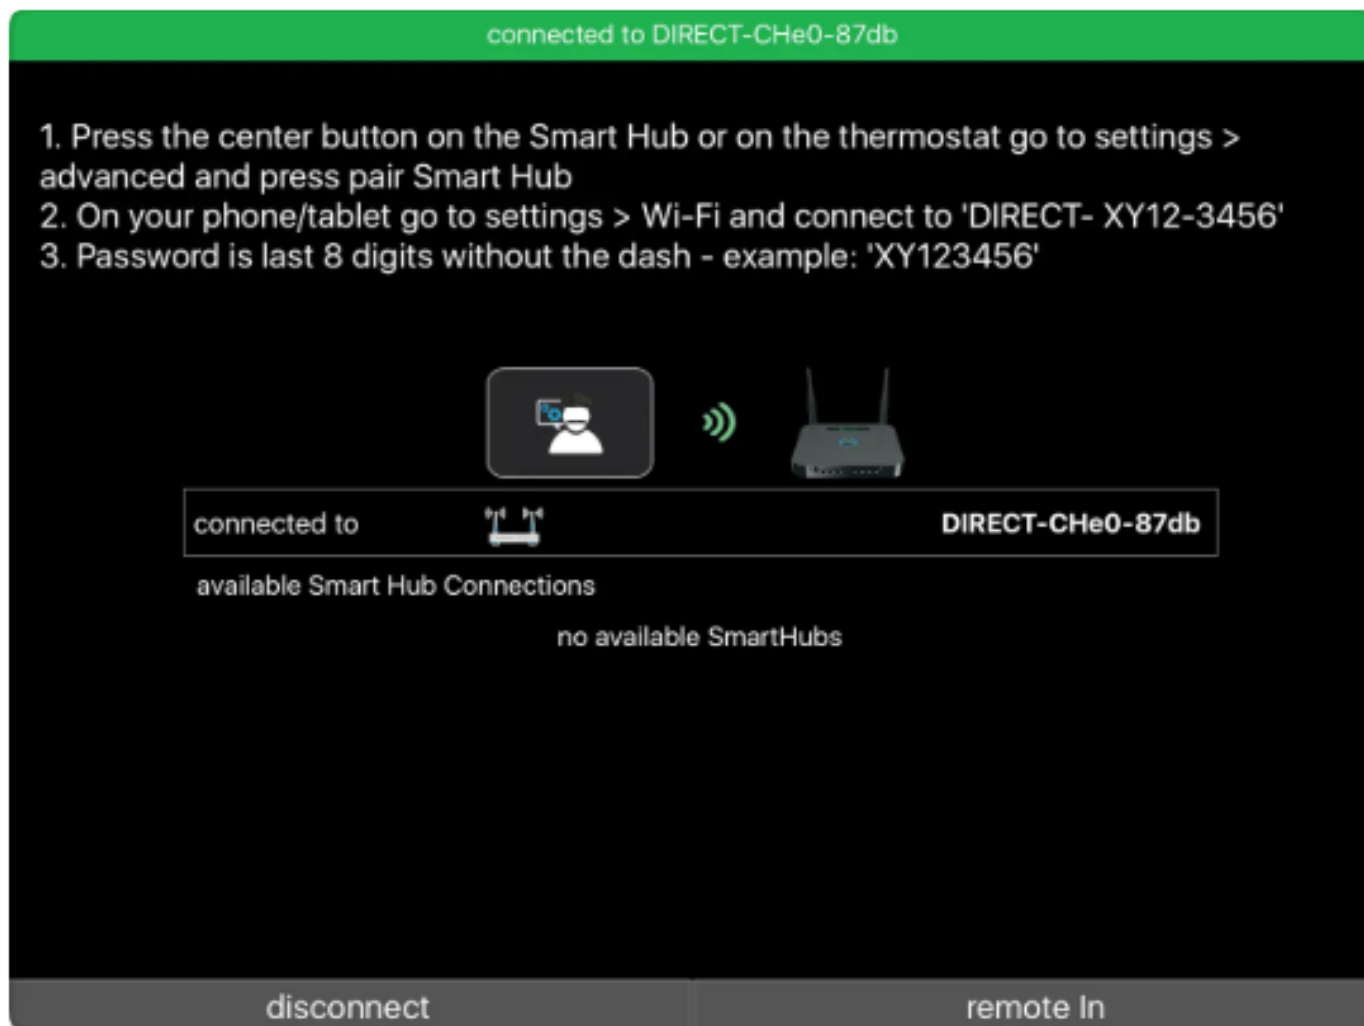 connected to DIRECT-CHe0-87db
1. Press the center button on the Smart Hub or on the thermostat go to settings >
advanced and press pair Smart Hub
2. On your phone/tablet go to settings > Wi-Fi and connect to 'DIRECT- XY12-3456'
3. Password is last 8 digits without the dash - example: 'XY123456'
connected to DIRECT-CHe0-87db
available Smart Hub Connections
no available SmartHubs
disconnect remote In